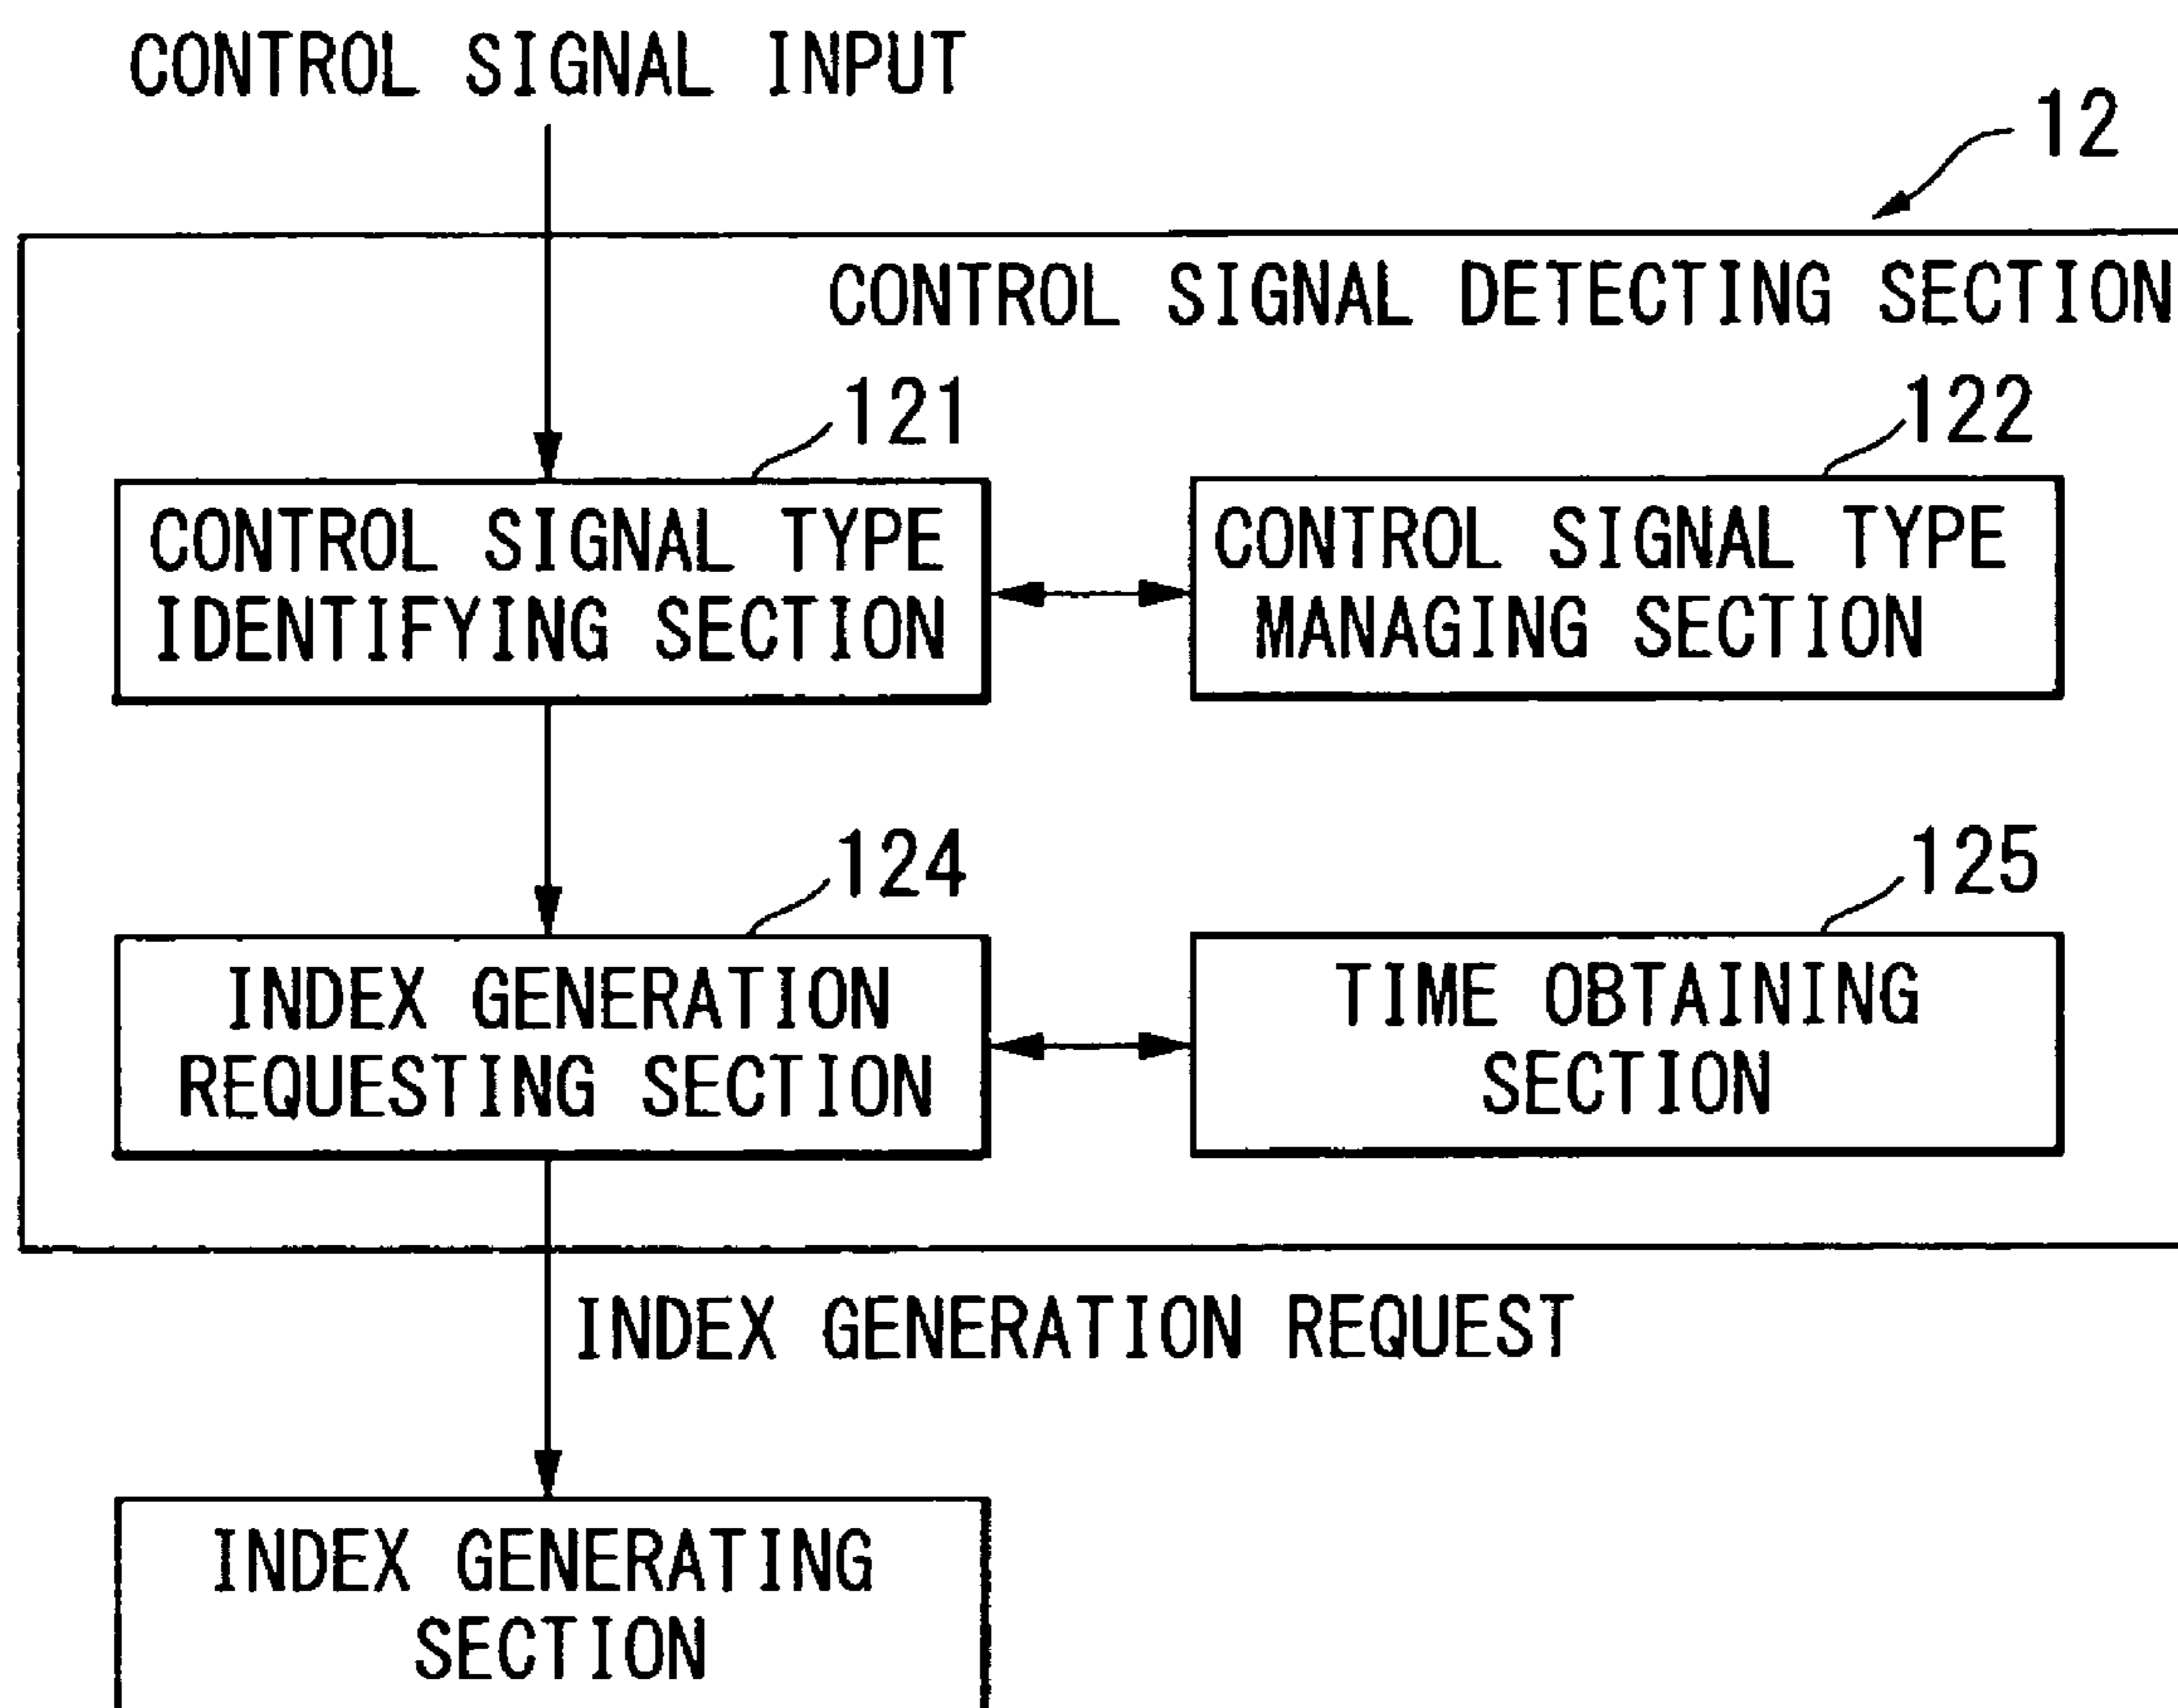 CONTROL SIGNAL INPUT
12
CONTROL SIGNAL DETECTING SECTION
121
122
CONTROL SIGNAL TYPE
IDENTIFYING SECTION
CONTROL SIGNAL TYPE
MANAGING SECTION
124
125
INDEX GENERATION
REQUESTING SECTION
TIME OBTAINING
SECTION
INDEX GENERATION REQUEST
INDEX GENERATING
SECTION